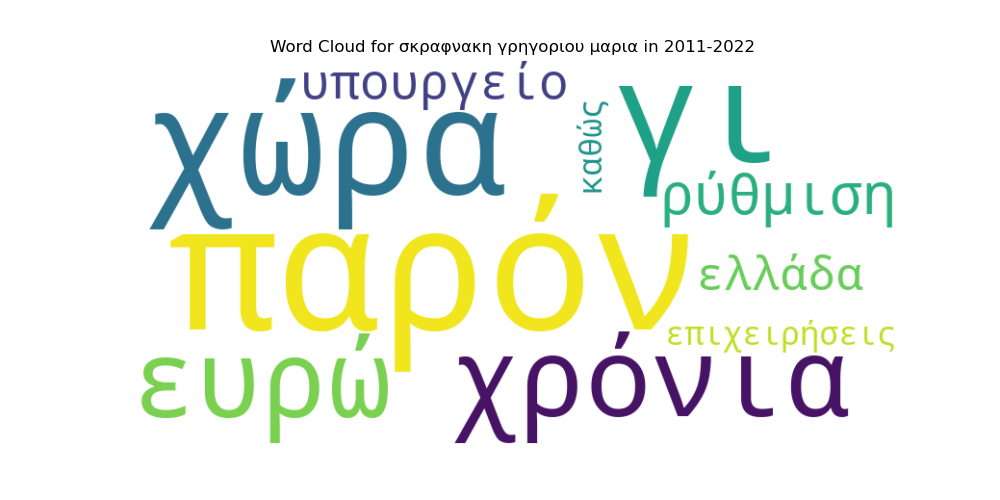 Word Cloud for σκραφνακη γρηγοριου μαρια in 2011-2022
υπουργείο
χώρα
καθώς
γι
ρύθμιση
παρόν
ελλάδα
επιχειρήσεις
ευρώ
χρόνια